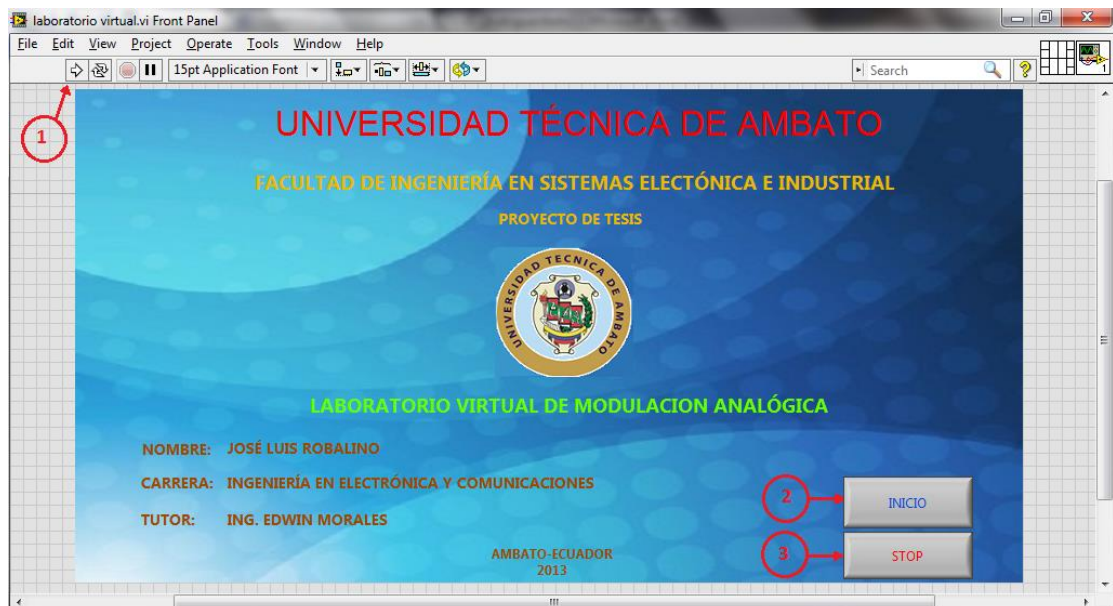 laboratorio virtual.vi Front Panel
File Edit View Project Operate Tools Window Help
15pt Application Font
Search
1
1
UNIVERSIDAD TÉCNICA DE AMBATO
FACULTAD DE INGENIERÍA EN SISTEMAS ELECTÓNICA E INDUSTRIAL
PROYECTO DE TESIS
UNIVERSIDAD TECNICA DE AMBATO
LABORATORIO VIRTUAL DE MODULACION ANALÓGICA
NOMBRE: JOSÉ LUIS ROBALINO
CARRERA: INGENIERÍA EN ELECTRÓNICA Y COMUNICACIONES
2
INICIO
TUTOR: ING. EDWIN MORALES
3
STOP
AMBATO-ECUADOR
2013